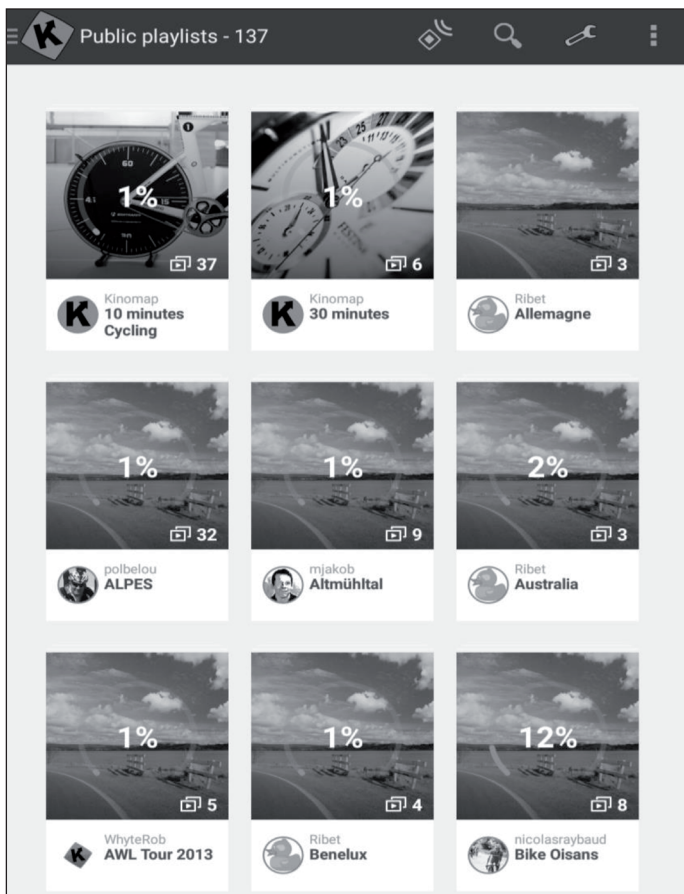 K Public playlists - 137
1%
37
K Kinomap
10 minutes
Cycling
1%
6
K Kinomap
30 minutes
3
Ribet
Allemagne
1%
32
polbelou
ALPES
1%
9
mjakob
Altmühltal
2%
3
Ribet
Australia
1%
5
K WhyteRob
AWL Tour 2013
1%
4
Ribet
Benelux
12%
8
nicolasraybaud
Bike Oisans